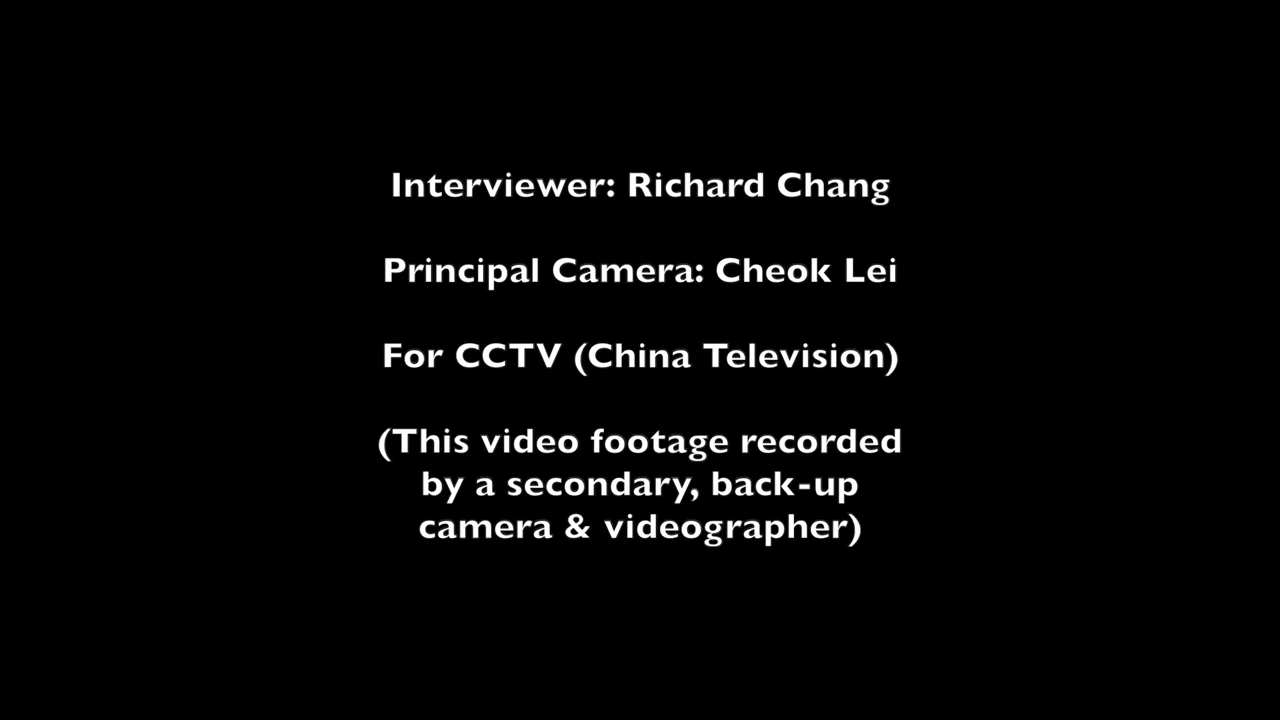 Interviewer: Richard Chang
Principal Camera: Cheok Lei
For CCTV (China Television)
(This video footage recorded
by a secondary, back-up
camera & videographer)